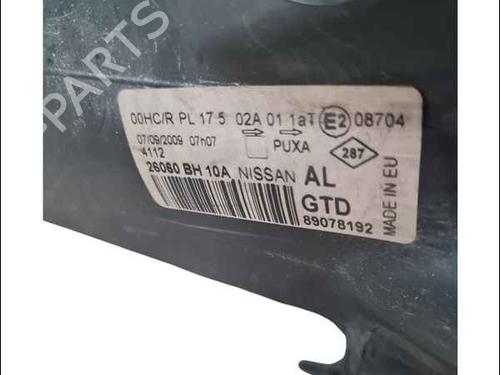 PARTS
00HC/R PL 17 5 02A 01 1aT E2 08704
07/09/2009 07h07 PUXA 287
4112
26060 BH 10A NISSAN AL
GTD
89078192
MADE IN EU